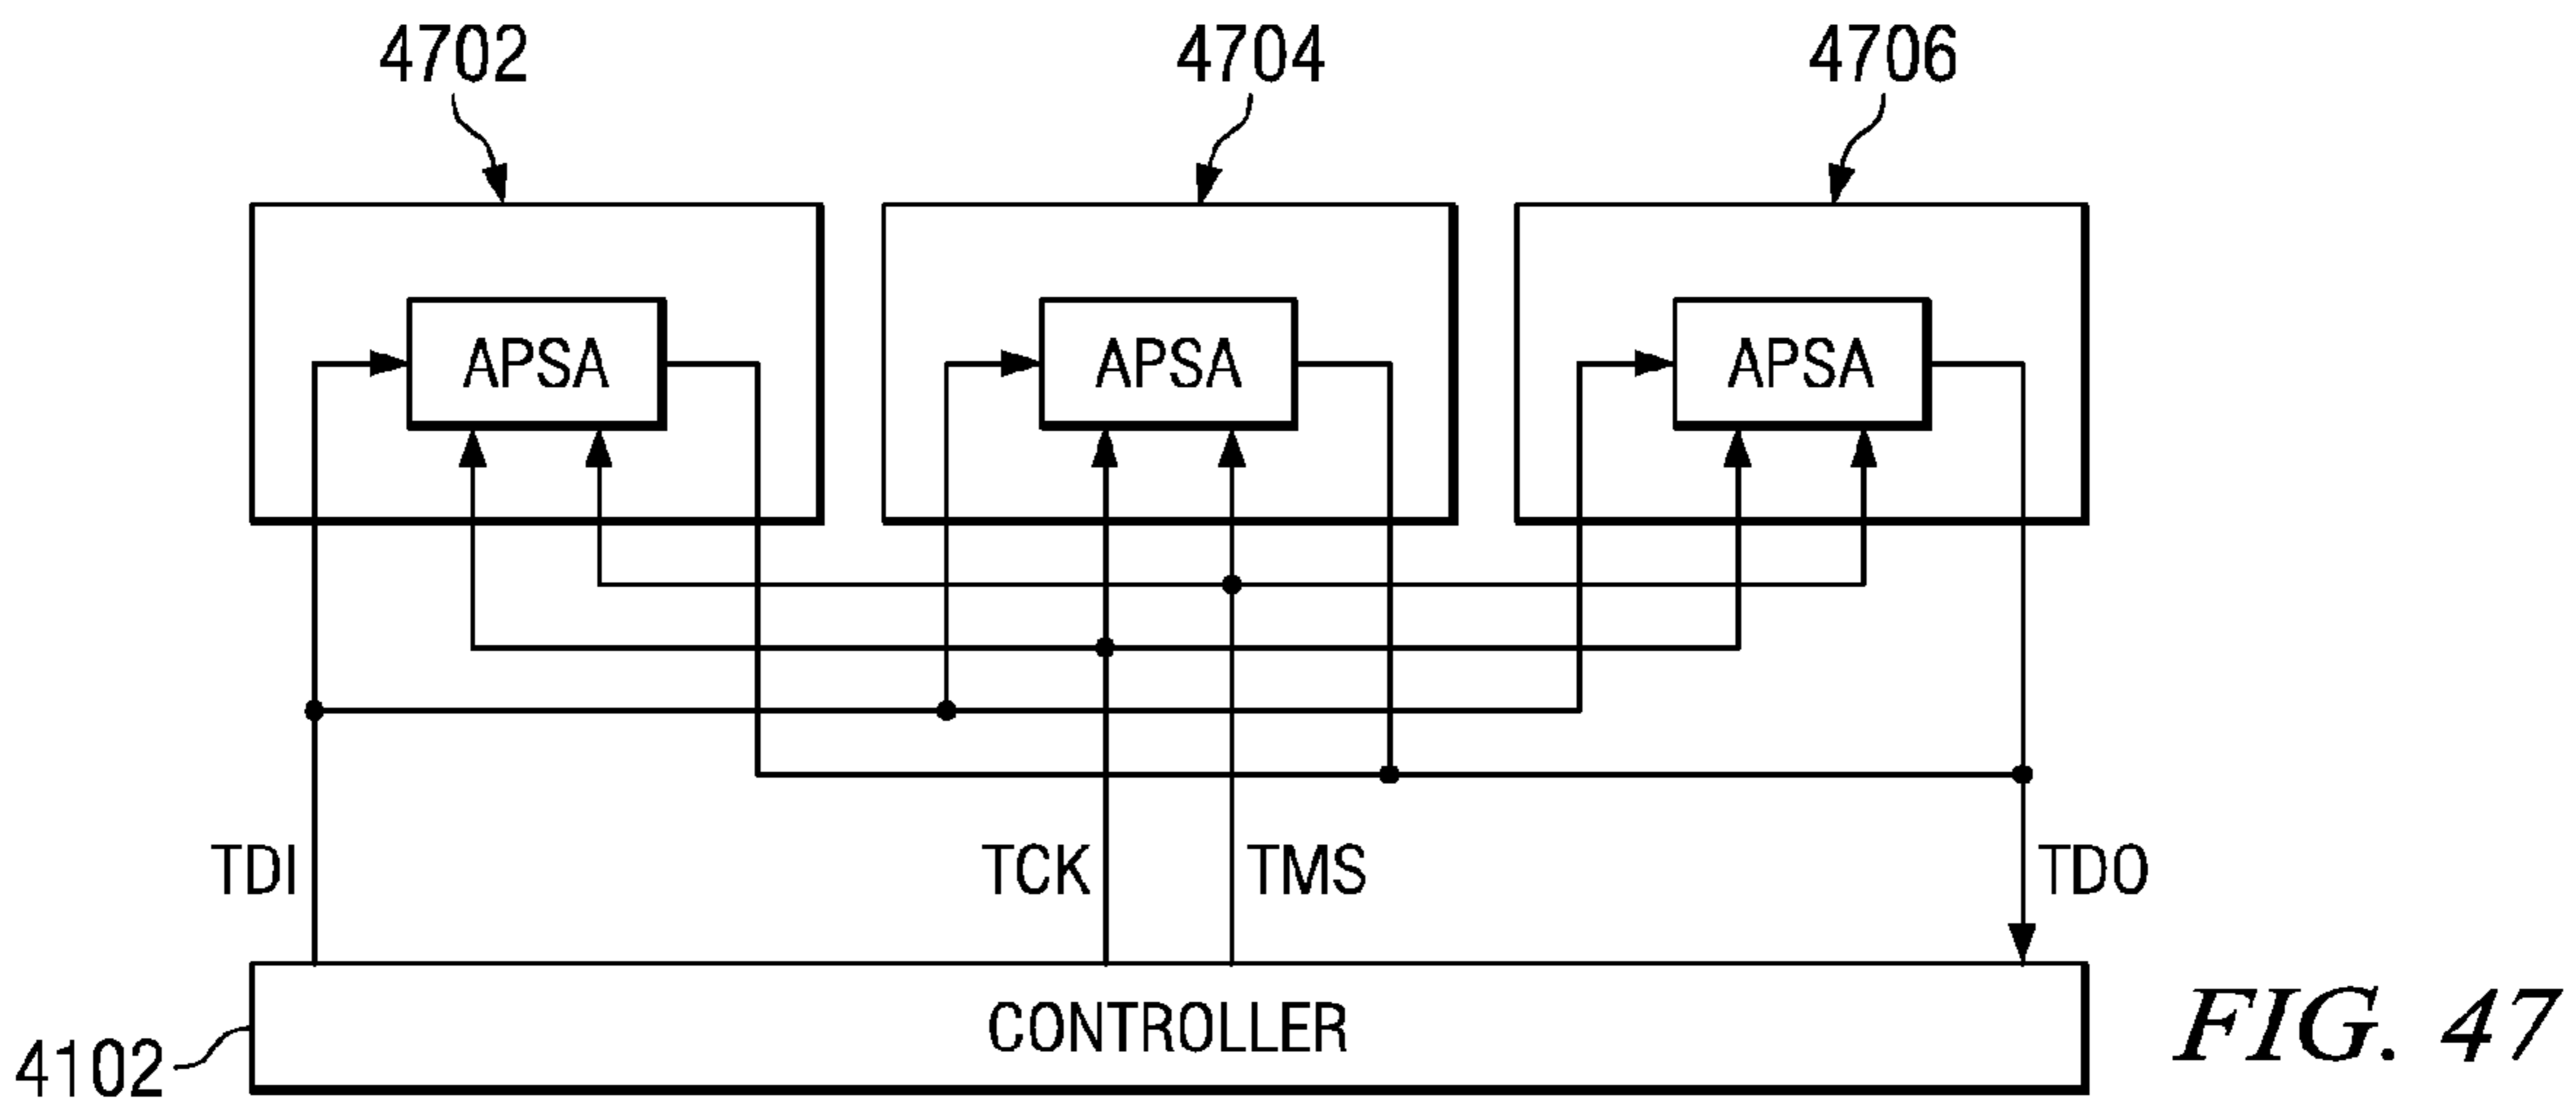 4702 4704 4706
APSA APSA APSA
TDI TCK TMS TDO
CONTROLLER
4102
FIG. 47